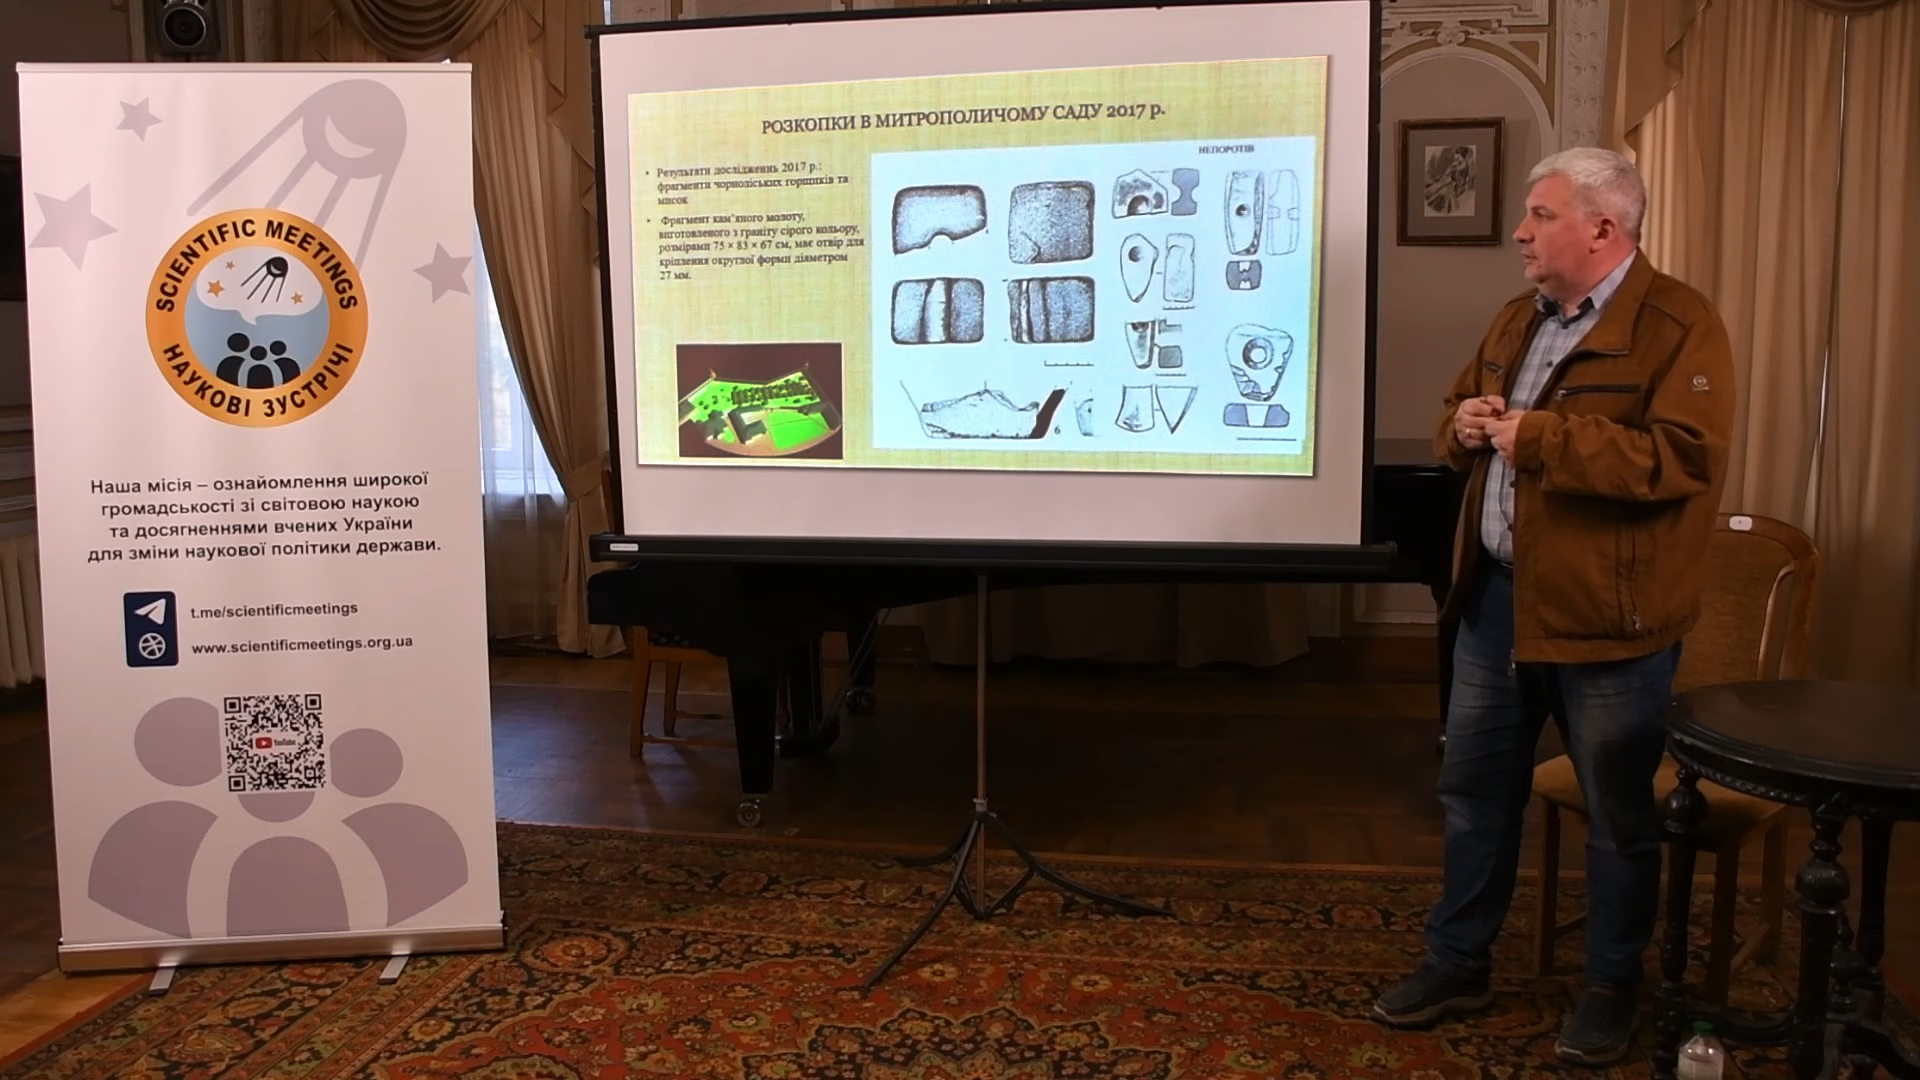 SCIENTIFIC MEETINGS
НАУКОВІ ЗУСТРІЧІ
Наша місія – ознайомлення широкої
громадськості зі світовою наукою
та досягненнями вчених України
для зміни наукової політики держави.
t.me/scientificmeetings
www.scientificmeetings.org.ua
YouTube
РОЗКОПКИ В МИТРОПОЛИЧОМУ САДУ 2017 р.
• Результати досліджень 2017 р.:
фрагменти чорноліських горщиків та
мисок
• Фрагмент кам'яного молоту,
виготовленого з граніту сірого кольору,
розмірами 75 × 83 × 67 см, має отвір для
кріплення округлої форми діаметром
27 мм.
НЕПОРОТІВ
6